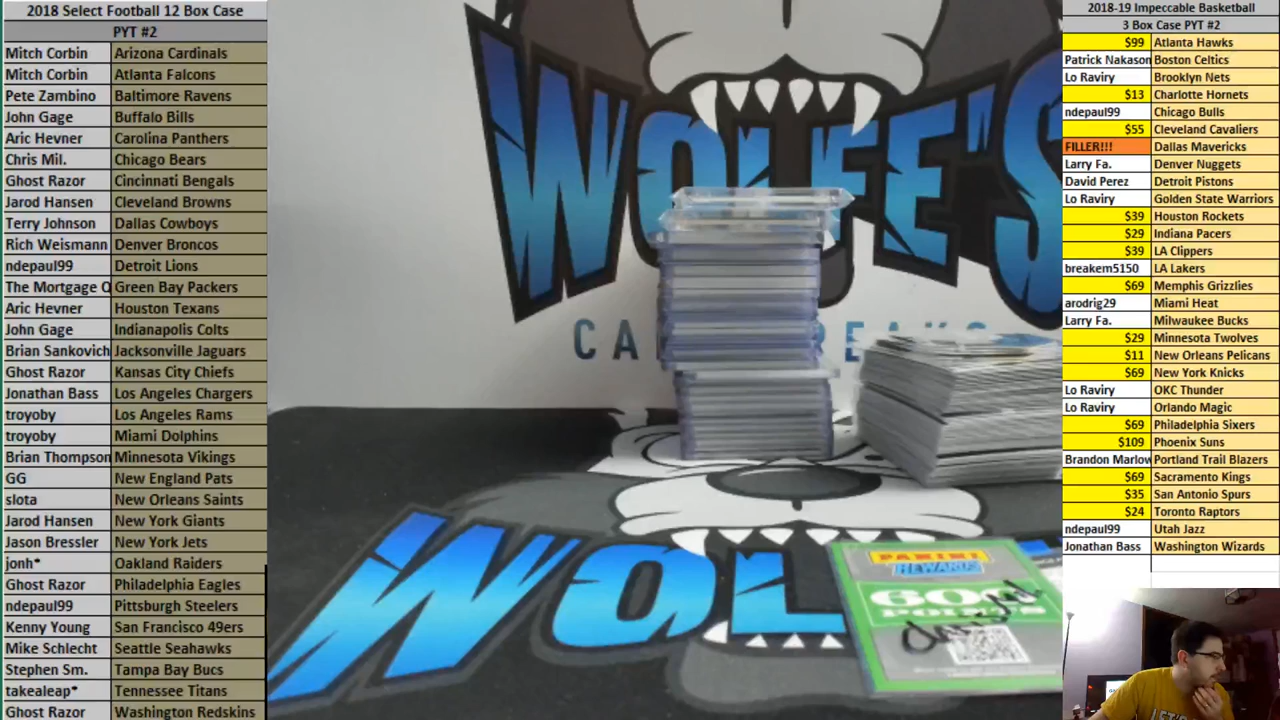 2018 Select Football 12 Box Case
PYT #2
Mitch Corbin Arizona Cardinals
Mitch Corbin Atlanta Falcons
Pete Zambino Baltimore Ravens
John Gage Buffalo Bills
Aric Hevner Carolina Panthers
Chris Mil. Chicago Bears
Ghost Razor Cincinnati Bengals
Jarod Hansen Cleveland Browns
Terry Johnson Dallas Cowboys
Rich Weismann Denver Broncos
ndepaul99 Detroit Lions
The Mortgage Q Green Bay Packers
Aric Hevner Houston Texans
John Gage Indianapolis Colts
Brian Sankovich Jacksonville Jaguars
Ghost Razor Kansas City Chiefs
Jonathan Bass Los Angeles Chargers
troyoby Los Angeles Rams
troyoby Miami Dolphins
Brian Thompson Minnesota Vikings
GG New England Pats
slota New Orleans Saints
Jarod Hansen New York Giants
Jason Bressler New York Jets
jonh* Oakland Raiders
Ghost Razor Philadelphia Eagles
ndepaul99 Pittsburgh Steelers
Kenny Young San Francisco 49ers
Mike Schlecht Seattle Seahawks
Stephen Sm. Tampa Bay Bucs
takealeap* Tennessee Titans
Ghost Razor Washington Redskins
WOLFE'S
WOL
PANINI
REWARDS
600
POINTS
2018-19 Impeccable Basketball
3 Box Case PYT #2
$99 Atlanta Hawks
Patrick Nakason Boston Celtics
Lo Raviry Brooklyn Nets
$13 Charlotte Hornets
ndepaul99 Chicago Bulls
$55 Cleveland Cavaliers
FILLER!!! Dallas Mavericks
Larry Fa. Denver Nuggets
David Perez Detroit Pistons
Lo Raviry Golden State Warriors
$39 Houston Rockets
$29 Indiana Pacers
$39 LA Clippers
breakem5150 LA Lakers
$69 Memphis Grizzlies
arodrig29 Miami Heat
Larry Fa. Milwaukee Bucks
$29 Minnesota Twolves
$11 New Orleans Pelicans
$69 New York Knicks
Lo Raviry OKC Thunder
Lo Raviry Orlando Magic
$69 Philadelphia Sixers
$109 Phoenix Suns
Brandon Marlow Portland Trail Blazers
$69 Sacramento Kings
$35 San Antonio Spurs
$24 Toronto Raptors
ndepaul99 Utah Jazz
Jonathan Bass Washington Wizards